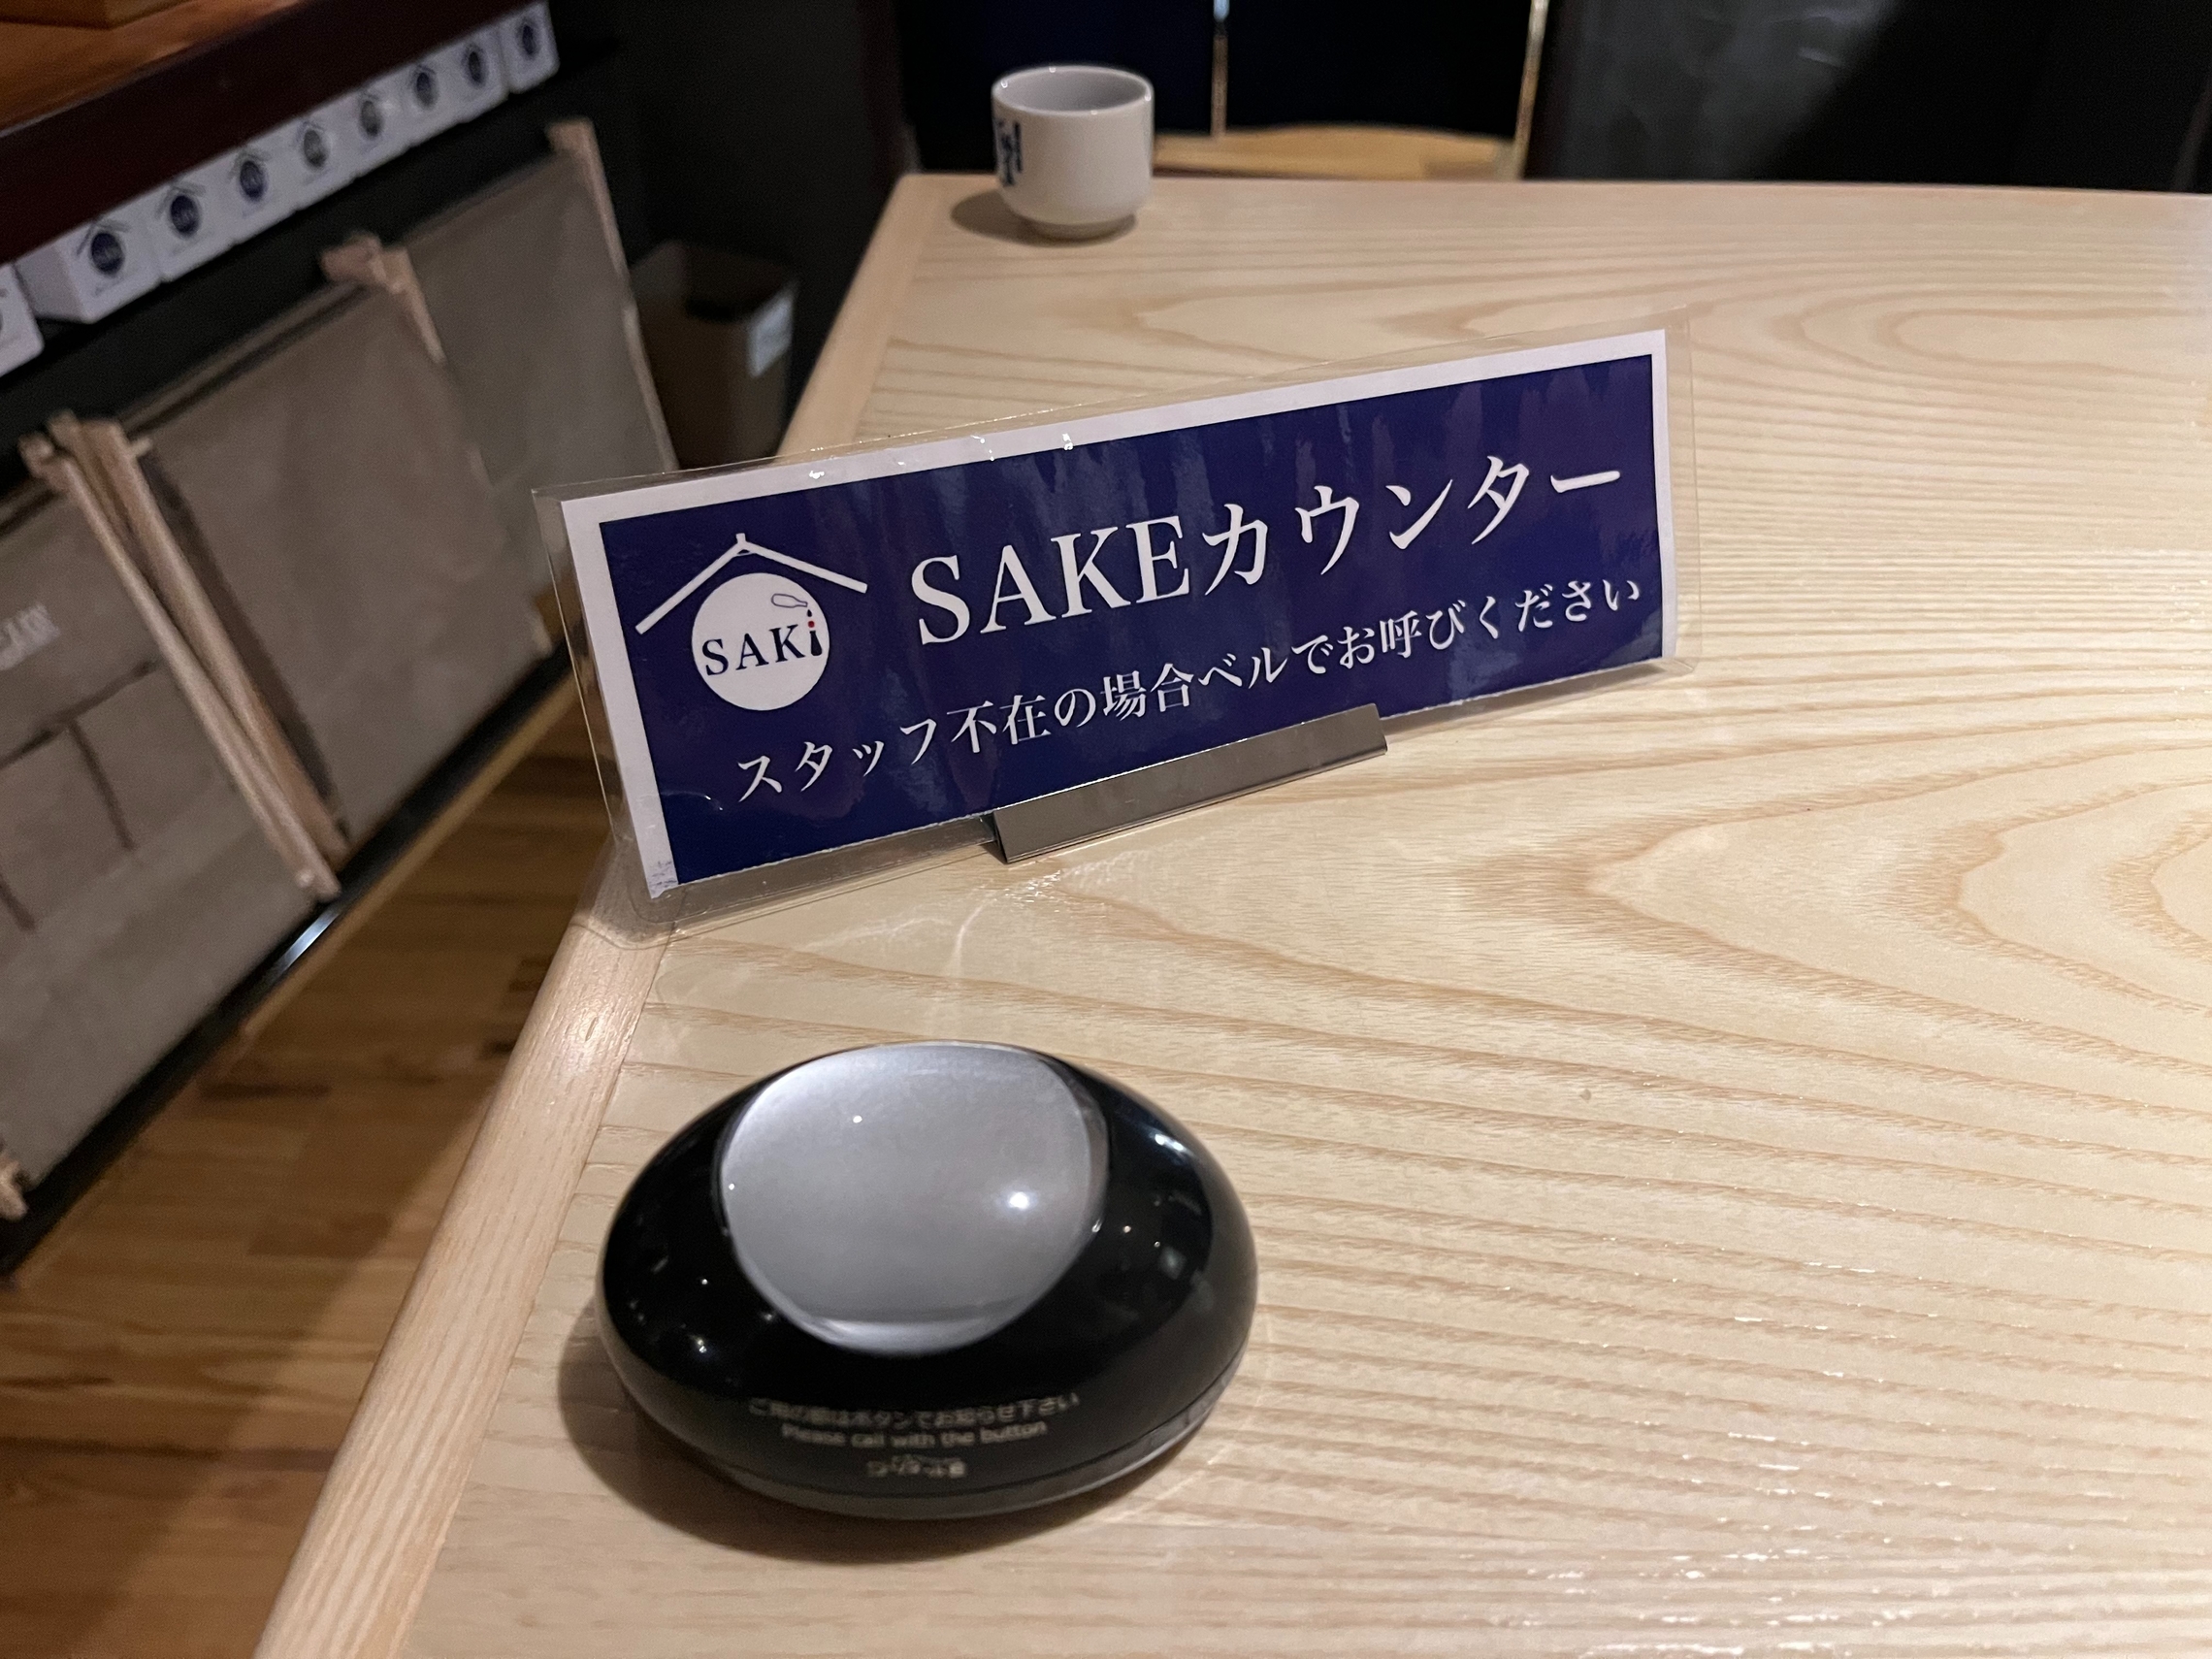 SAKEカウンター
SAKi
スタッフ不在の場合ベルでお呼びください
ご用の節はボタンでお知らせ下さい
Please call with the button